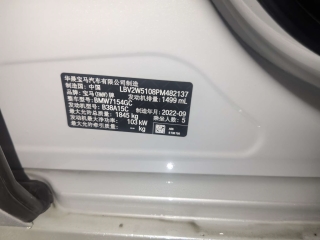 华晨宝马汽车有限公司制造
制造国：中国 LBV2W5108PM482137
品牌：宝马(BMW)牌 发动机排量：1499 mL
整车型号：BMW7154GC
发动机型号：B38A15C 制造年月：2022-09
最大允许总质量：1845 kg 乘坐人数：5
发动机最大净功率：103 kW
最大允许牵引质量：-- kg